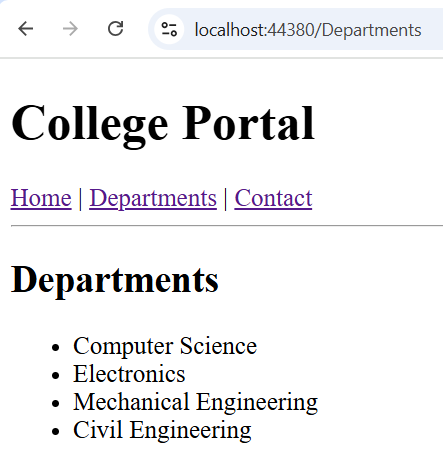 localhost:44380/Departments
College Portal
Home | Departments | Contact
Departments
• Computer Science
• Electronics
• Mechanical Engineering
• Civil Engineering